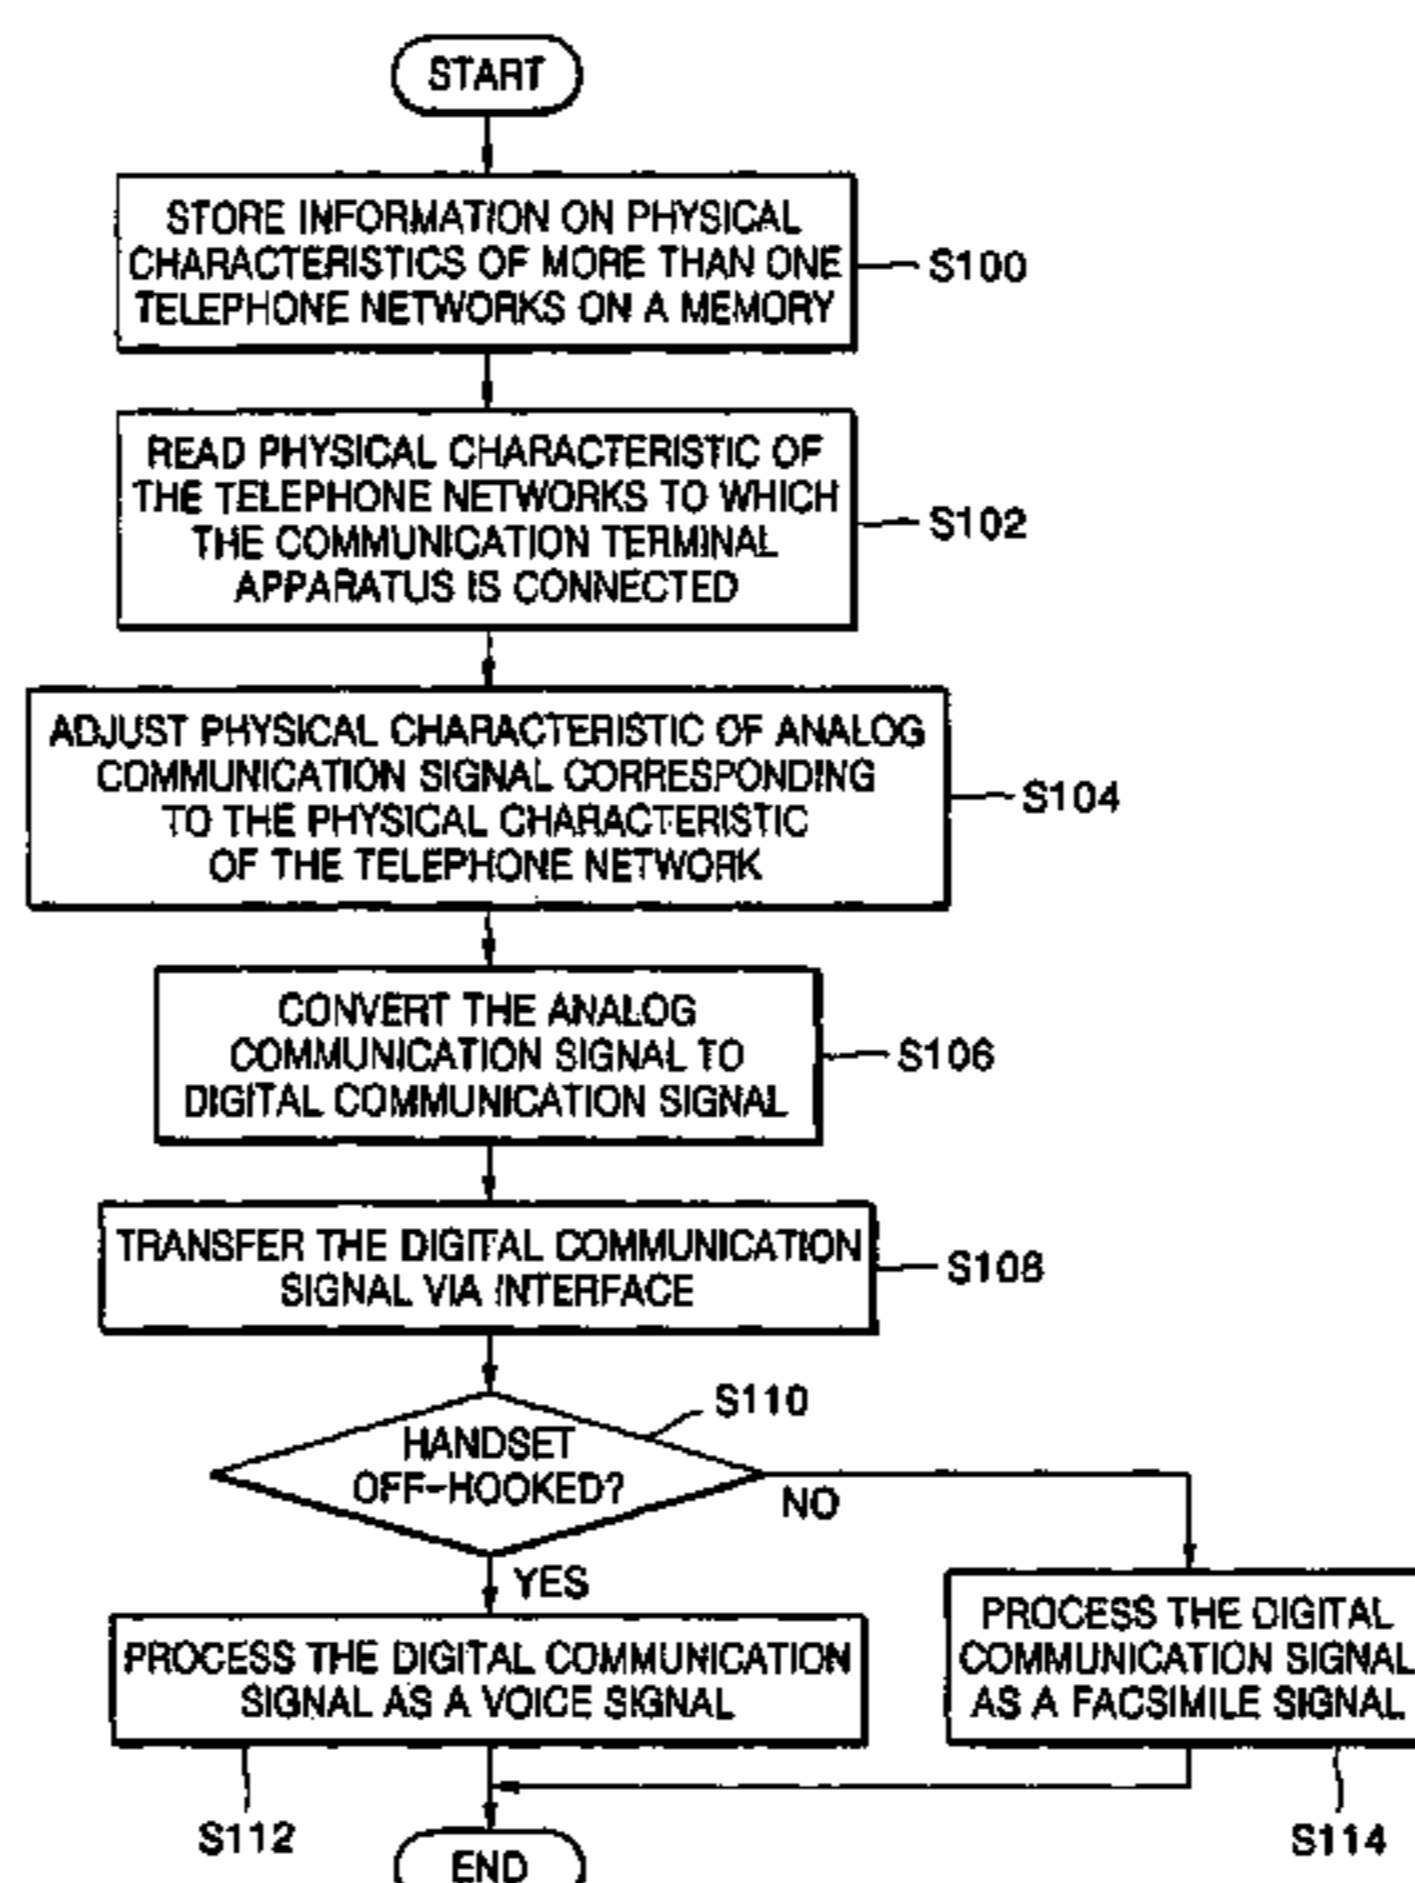 START
STORE INFORMATION ON PHYSICAL
CHARACTERISTICS OF MORE THAN ONE
TELEPHONE NETWORKS ON A MEMORY
S100
READ PHYSICAL CHARACTERISTIC OF
THE TELEPHONE NETWORKS TO WHICH
THE COMMUNICATION TERMINAL
APPARATUS IS CONNECTED
S102
ADJUST PHYSICAL CHARACTERISTIC OF ANALOG
COMMUNICATION SIGNAL CORRESPONDING
TO THE PHYSICAL CHARACTERISTIC
OF THE TELEPHONE NETWORK
S104
CONVERT THE ANALOG
COMMUNICATION SIGNAL TO
DIGITAL COMMUNICATION SIGNAL
S106
TRANSFER THE DIGITAL COMMUNICATION
SIGNAL VIA INTERFACE
S108
S110
HANDSET
OFF-HOOKED?
NO
YES
PROCESS THE DIGITAL COMMUNICATION
SIGNAL AS A VOICE SIGNAL
S112
PROCESS THE DIGITAL
COMMUNICATION SIGNAL
AS A FACSIMILE SIGNAL
S114
END